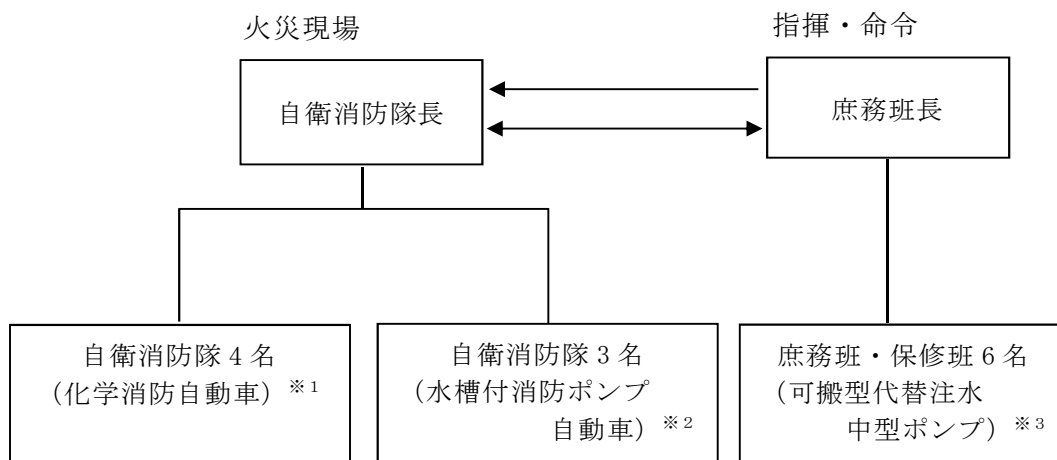 火災現場
指揮・命令
自衛消防隊長
庶務班長
自衛消防隊4名
(化学消防自動車)※1
自衛消防隊3名
(水槽付消防ポンプ
自動車)※2
庶務班・保修班6名
(可搬型代替注水
中型ポンプ)※3